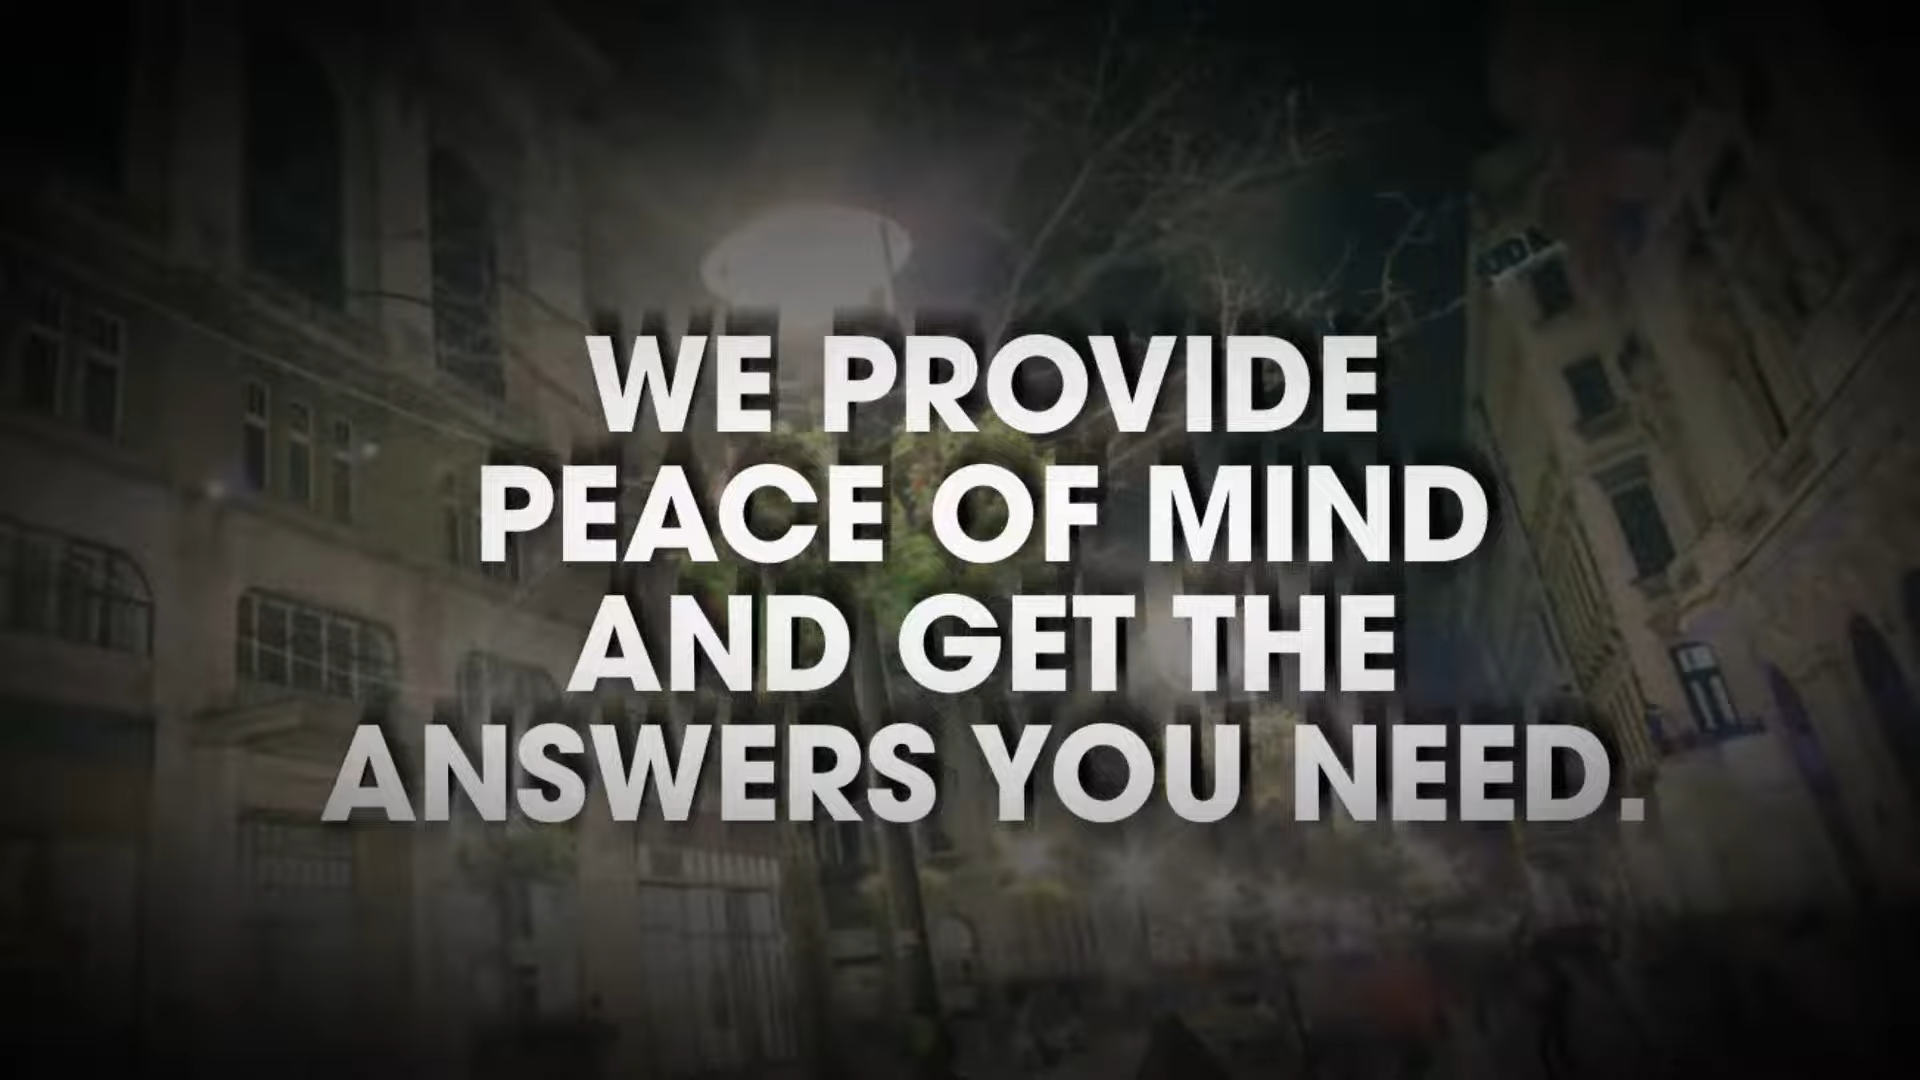 WE PROVIDE
PEACE OF MIND
AND GET THE
ANSWERS YOU NEED.